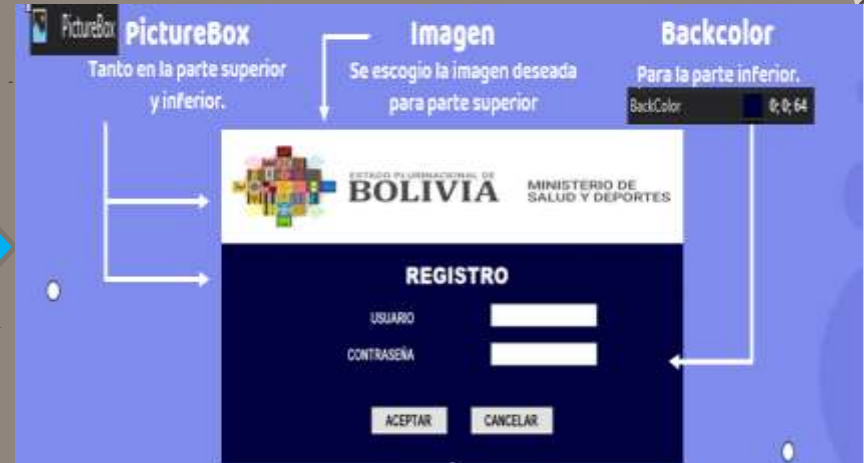 PictureBox
PictureBox
Tanto en la parte superior
y inferior.
Imagen
Se escogio la imagen deseada
para parte superior
Backcolor
Para la parte inferior.
BackColor 0; 0; 64
ESTADO PLURINACIONAL DE
BOLIVIA
MINISTERIO DE
SALUD Y DEPORTES
REGISTRO
USUARIO
CONTRASEÑA
ACEPTAR CANCELAR